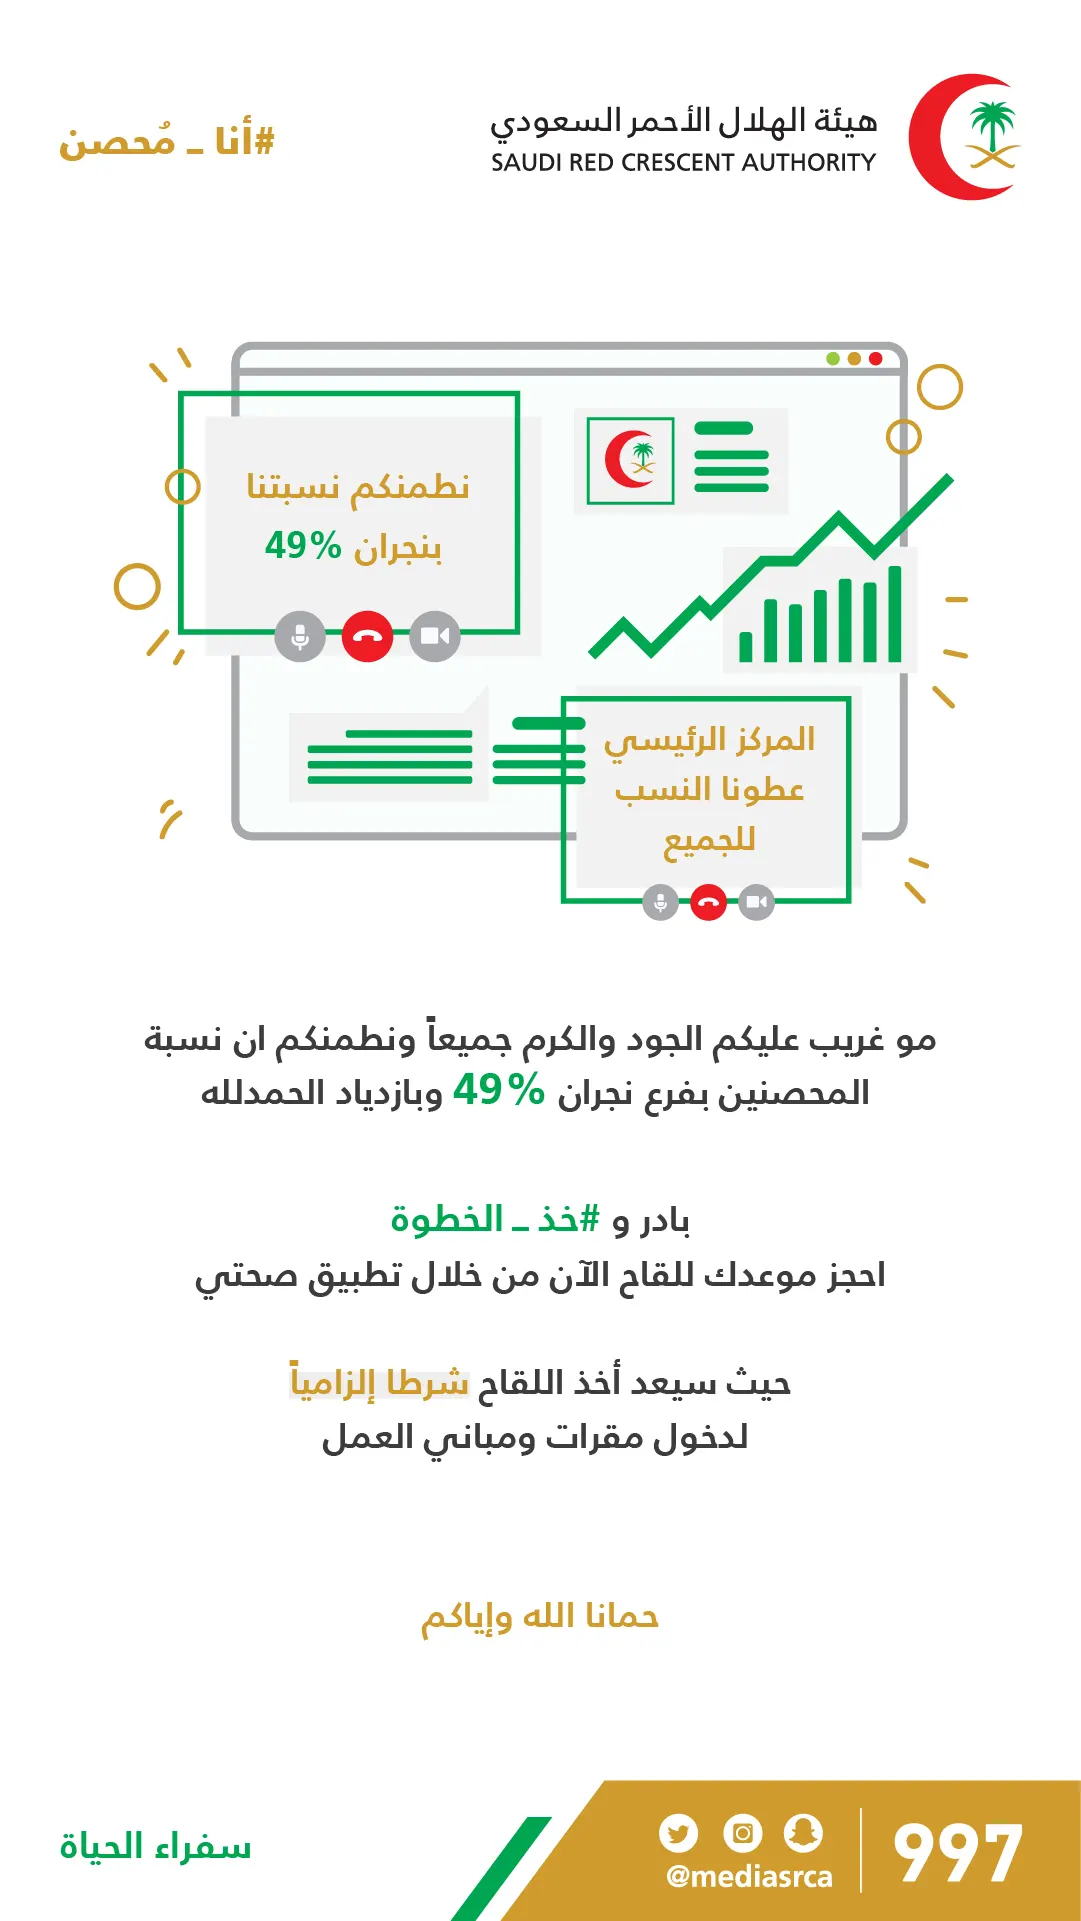 هيئة الهلال الأحمر السعودي
SAUDI RED CRESCENT AUTHORITY
#أنا _ مُحصن
نطمنكم نسبتنا
بنجران 49%
المركز الرئيسي
عطونا النسب
للجميع
مو غريب عليكم الجود والكرم جميعاً ونطمنكم ان نسبة
المحصنين بفرع نجران 49% وبازدياد الحمدلله
بادر و #خذ _ الخطوة
احجز موعدك للقاح الآن من خلال تطبيق صحتي
حيث سيعد أخذ اللقاح شرطا إلزامياً
لدخول مقرات ومباني العمل
حمانا الله وإياكم
997
@mediasrca
سفراء الحياة